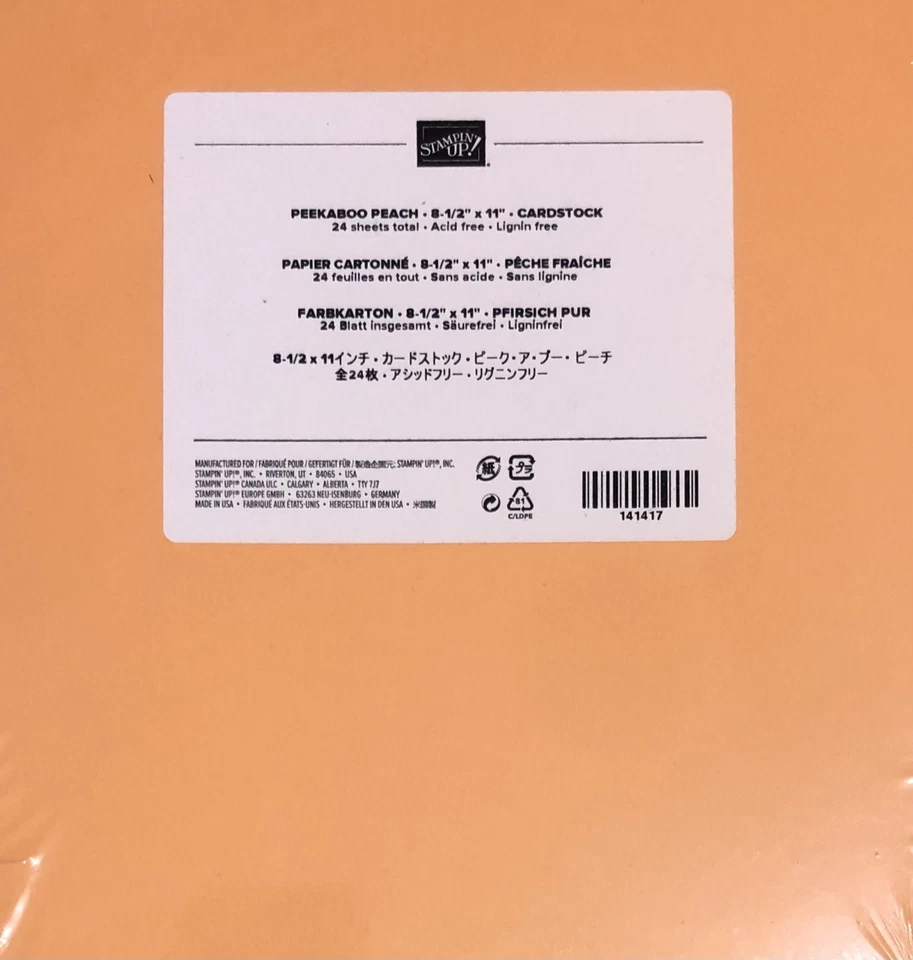 STAMPIN' UP!
PEEKABOO PEACH • 8-1/2" x 11" • CARDSTOCK
24 sheets total • Acid free • Lignin free
PAPIER CARTONNÉ • 8-1/2" x 11" • PÊCHE FRAÎCHE
24 feuilles en tout • Sans acide • Sans lignine
FARBKARTON • 8-1/2" x 11" • PFIRSICH PUR
24 Blatt insgesamt • Säurefrei • Ligninfrei
8-1/2 x 11インチ・カードストック・ピーク・ア・ブー・ピーチ
全24枚・アシッドフリー・リグニンフリー
MANUFACTURED FOR / FABRIQUÉ POUR / GEFERTIGT FÜR / 製造企画元: STAMPIN' UP!®, INC.
STAMPIN' UP!®, INC. • RIVERTON, UT • 84065 • USA
STAMPIN' UP!® CANADA ULC • CALGARY • ALBERTA • T1Y 7J7
STAMPIN' UP!® EUROPE GMBH • 63263 NEU-ISENBURG • GERMANY
MADE IN USA • FABRIQUÉ AUX ÉTATS-UNIS • HERGESTELLT IN DEN USA • 米国製
紙 プラ
81
C/LDPE
141417